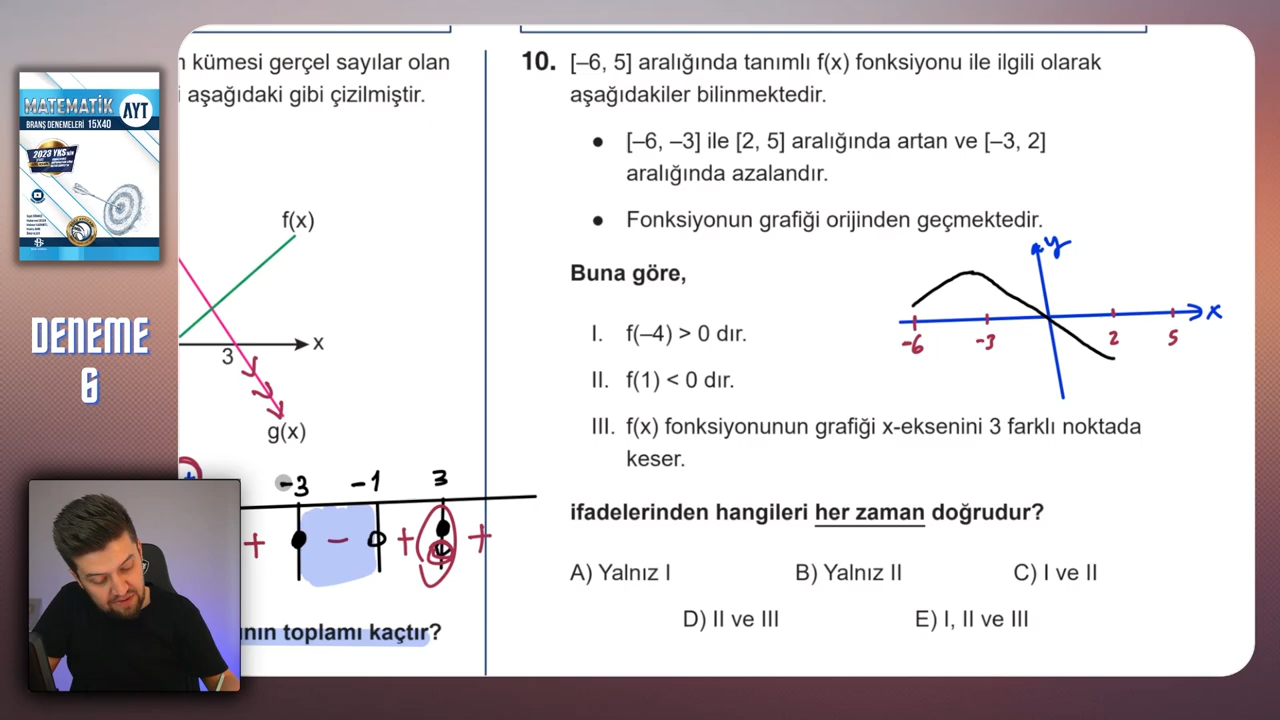 MATEMATİK
AYT
BRANŞ DENEMELERİ 15X40
2023 YKS'NİN
DENEME
6
n kümesi gerçel sayılar olan
i aşağıdaki gibi çizilmiştir.
f(x)
x
3
g(x)
-3 -1 3
+ - + +
ının toplamı kaçtır?
10. [–6, 5] aralığında tanımlı f(x) fonksiyonu ile ilgili olarak
aşağıdakiler bilinmektedir.
● [–6, –3] ile [2, 5] aralığında artan ve [–3, 2]
aralığında azalandır.
● Fonksiyonun grafiği orijinden geçmektedir.
Buna göre,
y
x
-6 -3 2 5
I. f(–4) > 0 dır.
II. f(1) < 0 dır.
III. f(x) fonksiyonunun grafiği x-eksenini 3 farklı noktada
keser.
ifadelerinden hangileri her zaman doğrudur?
A) Yalnız I B) Yalnız II C) I ve II
D) II ve III E) I, II ve III